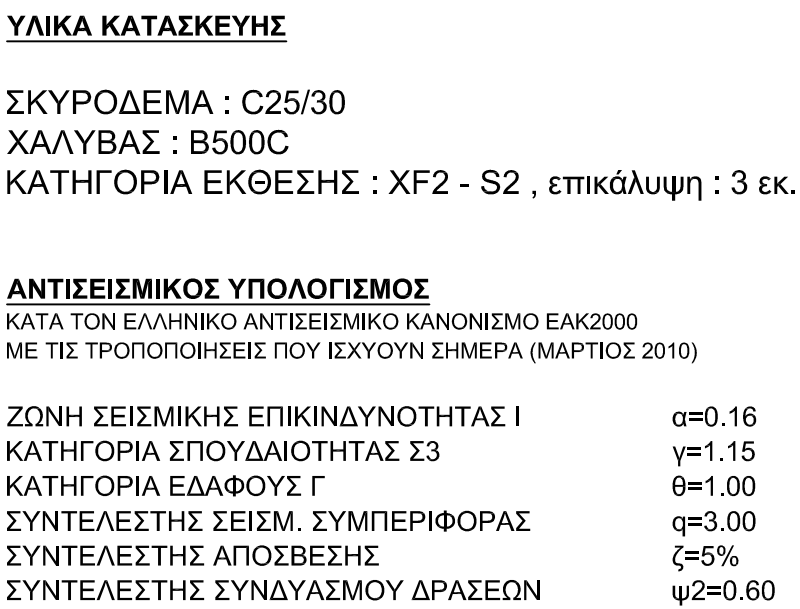 ΥΛΙΚΑ ΚΑΤΑΣΚΕΥΗΣ
ΣΚΥΡΟΔΕΜΑ : C25/30
ΧΑΛΥΒΑΣ : B500C
ΚΑΤΗΓΟΡΙΑ ΕΚΘΕΣΗΣ : XF2 - S2 , επικάλυψη : 3 εκ.
ΑΝΤΙΣΕΙΣΜΙΚΟΣ ΥΠΟΛΟΓΙΣΜΟΣ
ΚΑΤΑ ΤΟΝ ΕΛΛΗΝΙΚΟ ΑΝΤΙΣΕΙΣΜΙΚΟ ΚΑΝΟΝΙΣΜΟ ΕΑΚ2000
ΜΕ ΤΙΣ ΤΡΟΠΟΠΟΙΗΣΕΙΣ ΠΟΥ ΙΣΧΥΟΥΝ ΣΗΜΕΡΑ (ΜΑΡΤΙΟΣ 2010)
ΖΩΝΗ ΣΕΙΣΜΙΚΗΣ ΕΠΙΚΙΝΔΥΝΟΤΗΤΑΣ Ι α=0.16
ΚΑΤΗΓΟΡΙΑ ΣΠΟΥΔΑΙΟΤΗΤΑΣ Σ3 γ=1.15
ΚΑΤΗΓΟΡΙΑ ΕΔΑΦΟΥΣ Γ θ=1.00
ΣΥΝΤΕΛΕΣΤΗΣ ΣΕΙΣΜ. ΣΥΜΠΕΡΙΦΟΡΑΣ q=3.00
ΣΥΝΤΕΛΕΣΤΗΣ ΑΠΟΣΒΕΣΗΣ ζ=5%
ΣΥΝΤΕΛΕΣΤΗΣ ΣΥΝΔΥΑΣΜΟΥ ΔΡΑΣΕΩΝ ψ2=0.60